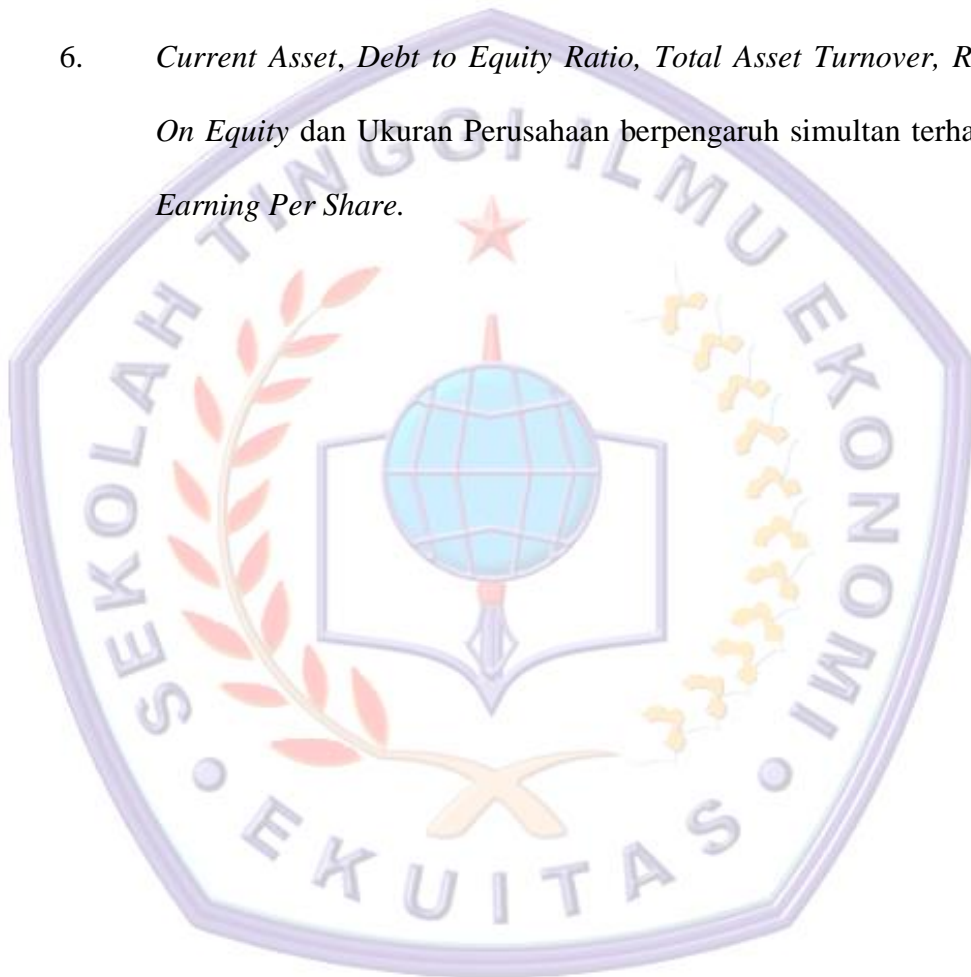 6. Current Asset, Debt to Equity Ratio, Total Asset Turnover, R
On Equity dan Ukuran Perusahaan berpengaruh simultan terha
Earning Per Share.
SEKOLAH TINGGI ILMU EKONOMI
• EKUITAS •